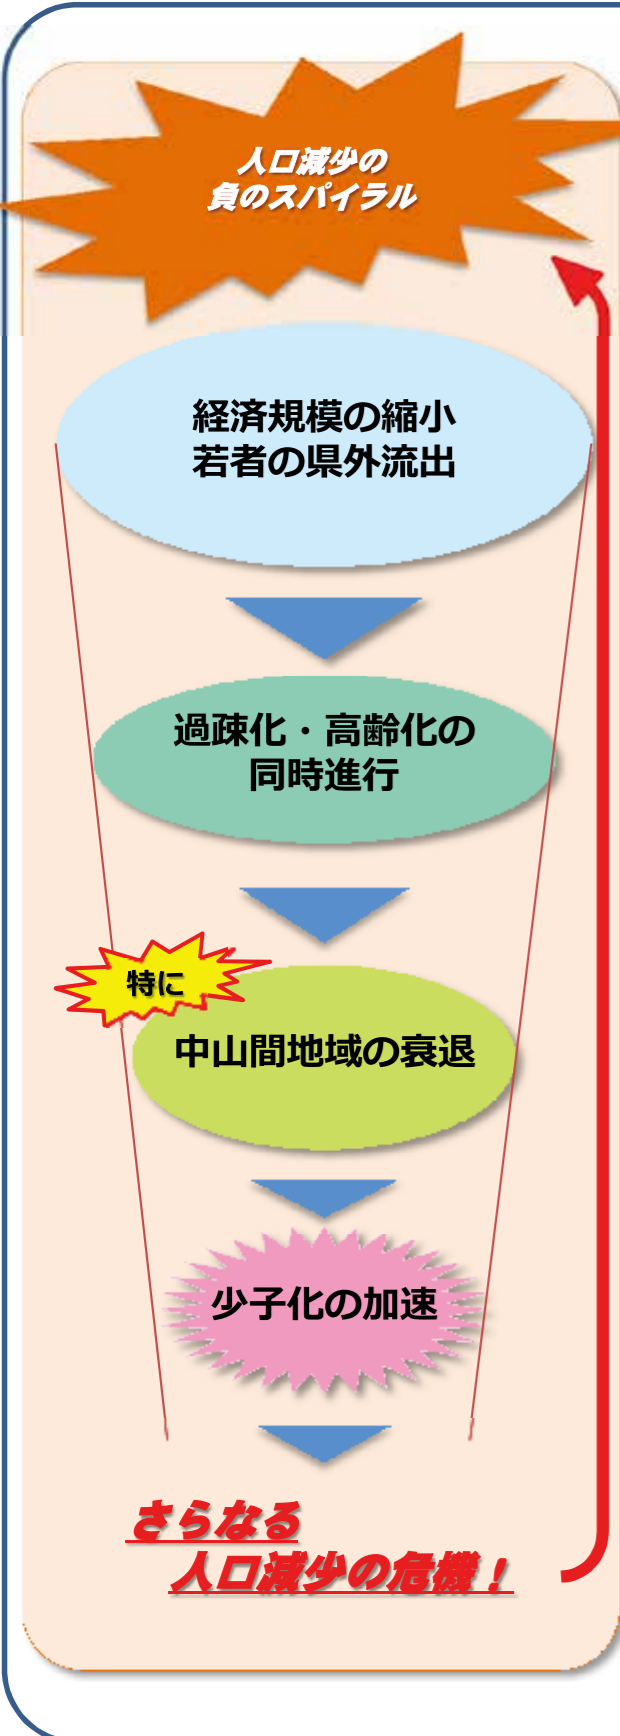 人口減少の
負のスパイラル
経済規模の縮小
若者の県外流出
過疎化・高齢化の
同時進行
特に
中山間地域の衰退
少子化の加速
さらなる
人口減少の危機！